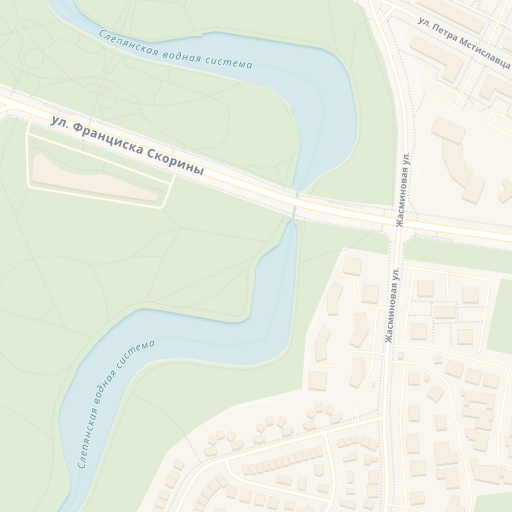 ул. Петра Мстиславца
Слепянская водная система
ул. Франциска Скорины
Жасминовая ул.
Жасминовая ул.
Слепянская водная система